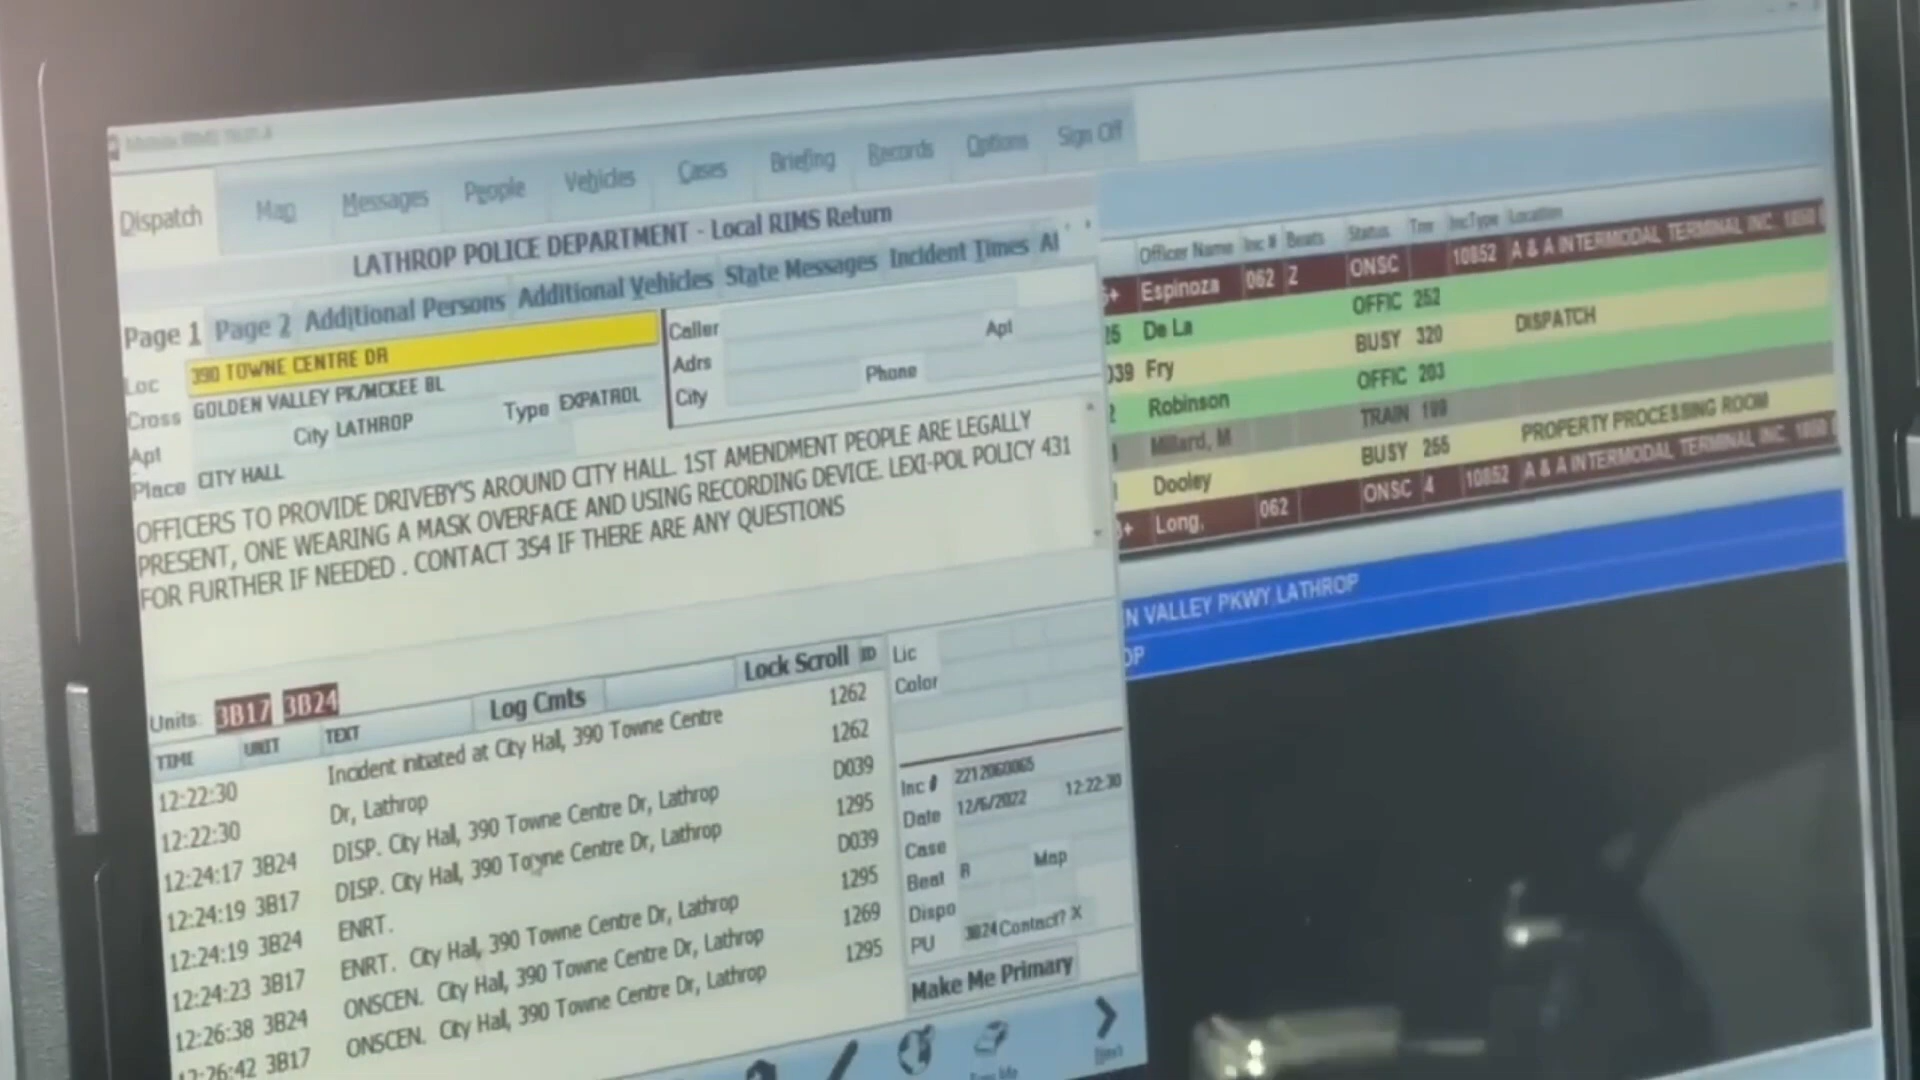 Dispatch Map Messages People Vehicles Cases Briefing Records Options Sign Off
LATHROP POLICE DEPARTMENT - Local RIMS Return
Page 1 Page 2 Additional Persons Additional Vehicles State Messages Incident Times Al
Loc 390 TOWNE CENTRE DR
Cross GOLDEN VALLEY PK/MCKEE BL
Apt City LATHROP Type EXPATROL
Place CITY HALL
Caller Apt
Adrs
City Phone
OFFICERS TO PROVIDE DRIVEBY'S AROUND CITY HALL. 1ST AMENDMENT PEOPLE ARE LEGALLY
PRESENT, ONE WEARING A MASK OVERFACE AND USING RECORDING DEVICE. LEXI-POL POLICY 431
FOR FURTHER IF NEEDED . CONTACT 3S4 IF THERE ARE ANY QUESTIONS
Units: 3B17 3B24
Log Cmts Lock Scroll ID
TIME UNIT TEXT
12:22:30 Incident initiated at City Hall, 390 Towne Centre 1262
12:22:30 Dr, Lathrop 1262
12:24:17 3B24 DISP. City Hall, 390 Towne Centre Dr, Lathrop D039
12:24:19 3B17 DISP. City Hall, 390 Towne Centre Dr, Lathrop 1295
12:24:19 3B24 ENRT. D039
12:24:23 3B17 ENRT. City Hall, 390 Towne Centre Dr, Lathrop 1295
12:26:38 3B24 ONSCEN. City Hall, 390 Towne Centre Dr, Lathrop 1269
12:26:42 3B17 ONSCEN. City Hall, 390 Towne Centre Dr, Lathrop 1295
Lic
Color
Inc # 2212060065
Date 12/6/2022 12:22:30
Case
Beat R Map
Dispo
PU 3B24 Contact? X
Make Me Primary
Next
Officer Name Inc # Beats Status Tmr IncType Location
Espinoza 062 Z ONSC 10852 A & A INTERMODAL TERMINAL INC.
De La OFFIC 252
039 Fry BUSY 320 DISPATCH
Robinson OFFIC 203
Millard, M TRAIN 199
Dooley BUSY 255 PROPERTY PROCESSING ROOM
Long, 062 ONSC 4 10852 A & A INTERMODAL TERMINAL INC.
N VALLEY PKWY LATHROP
OP